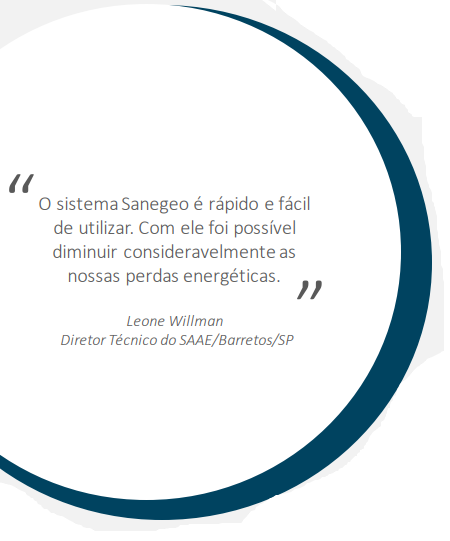 “
O sistema Sanegeo é rápido e fácil
de utilizar. Com ele foi possível
diminuir consideravelmente as
nossas perdas energéticas.
”
Leone Willman
Diretor Técnico do SAAE/Barretos/SP